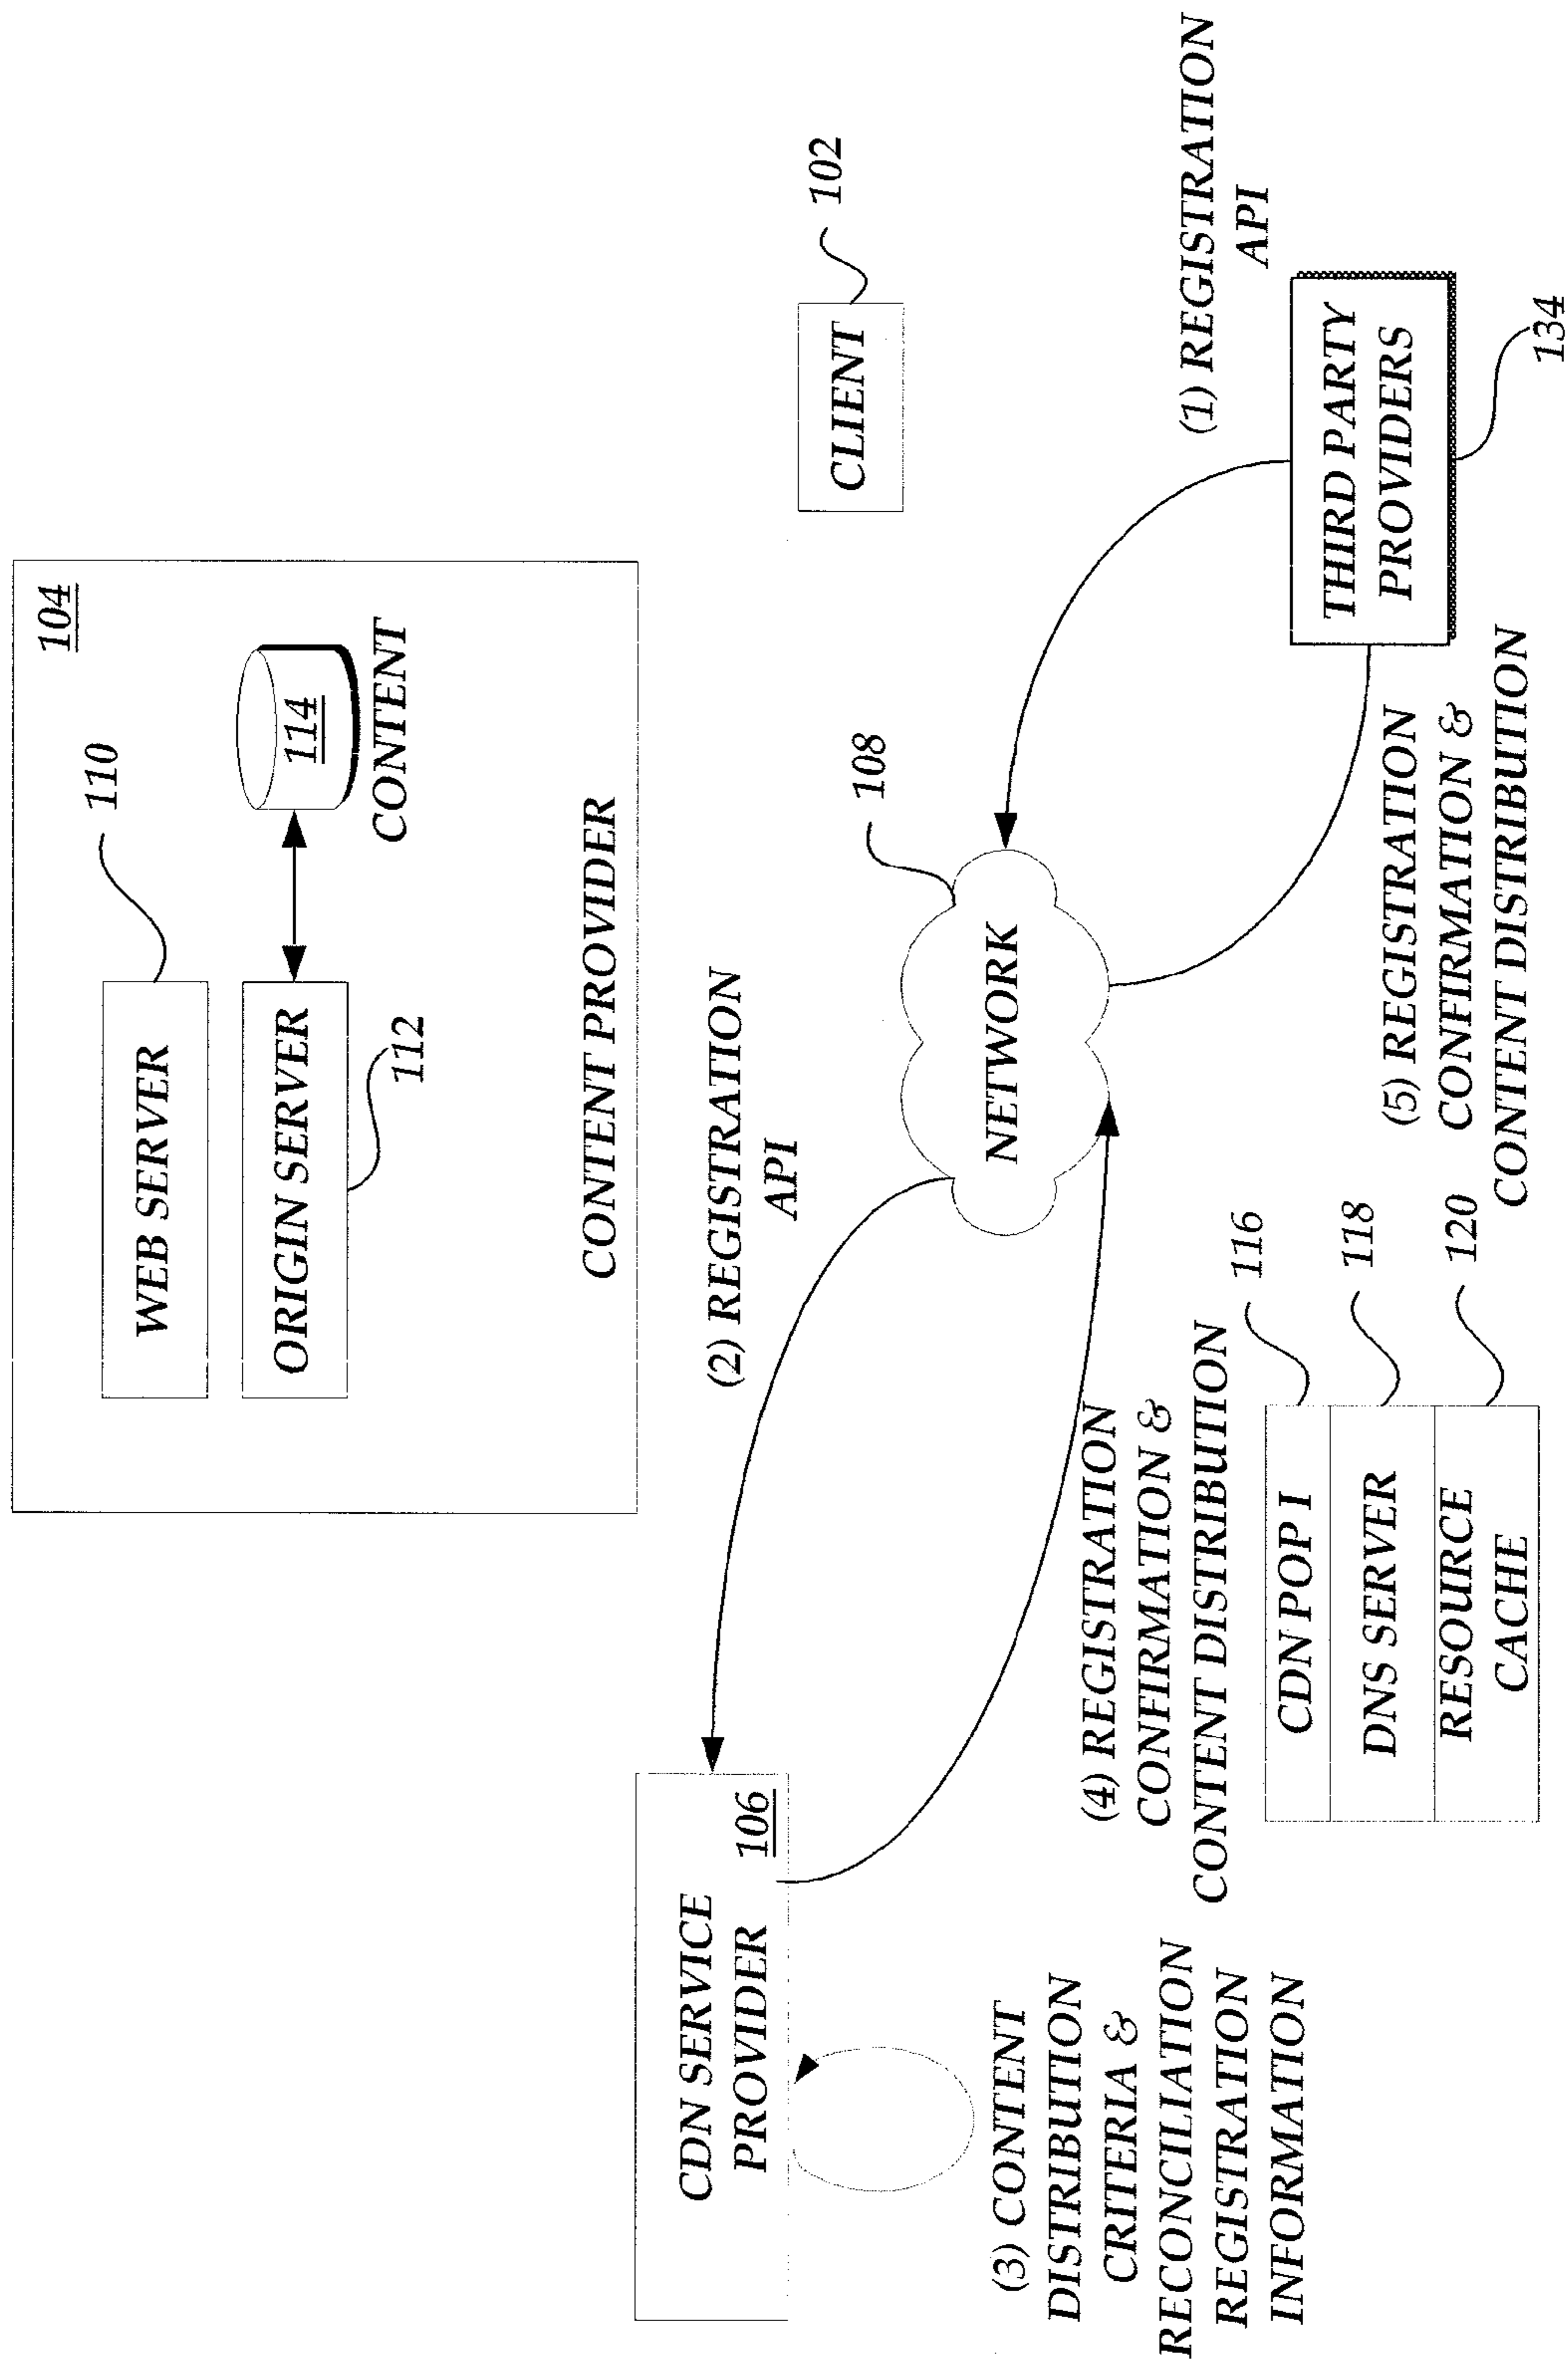 104
WEB SERVER
110
ORIGIN SERVER
112
114
CONTENT
CONTENT PROVIDER
CDN SERVICE
PROVIDER
106
(2) REGISTRATION
API
CLIENT
102
NETWORK
108
(3) CONTENT
DISTRIBUTION
CRITERIA &
RECONCILIATION
REGISTRATION
INFORMATION
(4) REGISTRATION
CONFIRMATION &
CONTENT DISTRIBUTION
CDN POP I
116
DNS SERVER
118
RESOURCE
CACHE
120
(1) REGISTRATION
API
THIRD PARTY
PROVIDERS
134
(5) REGISTRATION
CONFIRMATION &
CONTENT DISTRIBUTION